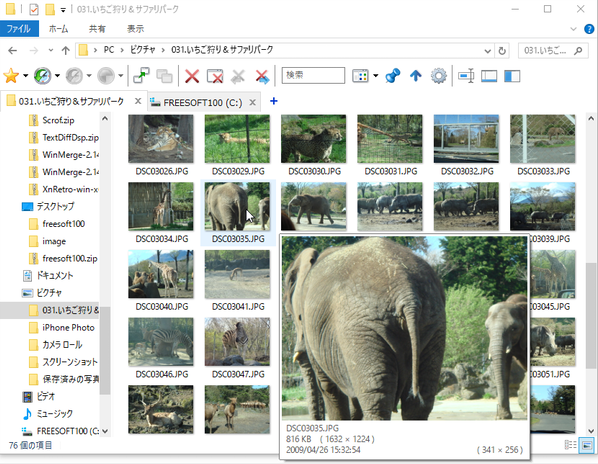 031.いちご狩り＆サファリパーク
ファイル ホーム 共有 表示
PC ピクチャ 031.いちご狩り＆サファリパーク 031.いちご...
検索
031.いちご狩り＆サファリパーク FREESOFT100 (C:)
Scrof.zip
TextDiffDsp.zip
WinMerge-2.14
WinMerge-2.14
XnRetro-win-x
デスクトップ
freesoft100
image
freesoft100.zip
ドキュメント
ピクチャ
031.いちご狩り＆
iPhone Photo
カメラロール
スクリーンショット
保存済みの写真
ビデオ
ミュージック
FREESOFT100 (C:
DSC03026.JPG DSC03029.JPG DSC03030.JPG DSC03031.JPG DSC03032.JPG DSC03033.JPG
DSC03034.JPG DSC03035.JPG DSC03039.JPG
DSC03040.JPG DSC03041.JPG DSC03045.JPG
DSC03046.JPG DSC03047.JPG DSC03051.JPG
DSC03035.JPG
816 KB ( 1632 × 1224 )
2009/04/26 15:32:54 ( 341 × 256 )
76 個の項目